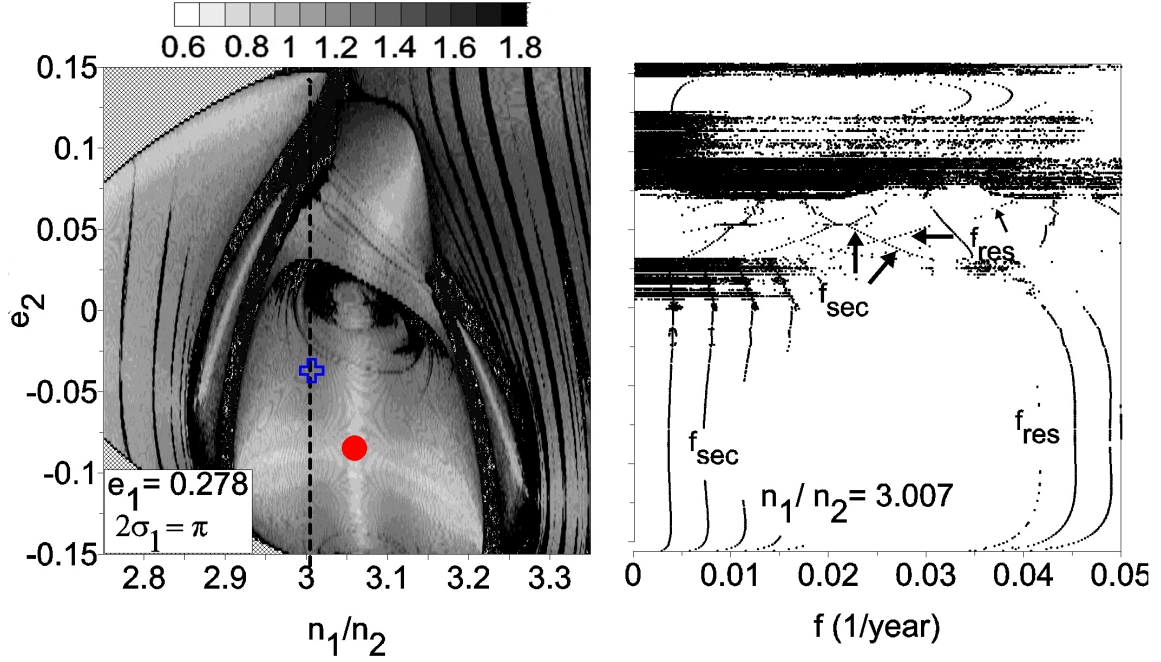 0.6 0.8 1 1.2 1.4 1.6 1.8
0.15
0.1
0.05
0
-0.05
-0.1
-0.15
e2
e1 = 0.278
2σ1 = π
2.8 2.9 3 3.1 3.2 3.3
n1/n2
fres
fsec
fsec
fres
n1/ n2= 3.007
0 0.01 0.02 0.03 0.04 0.05
f (1/year)